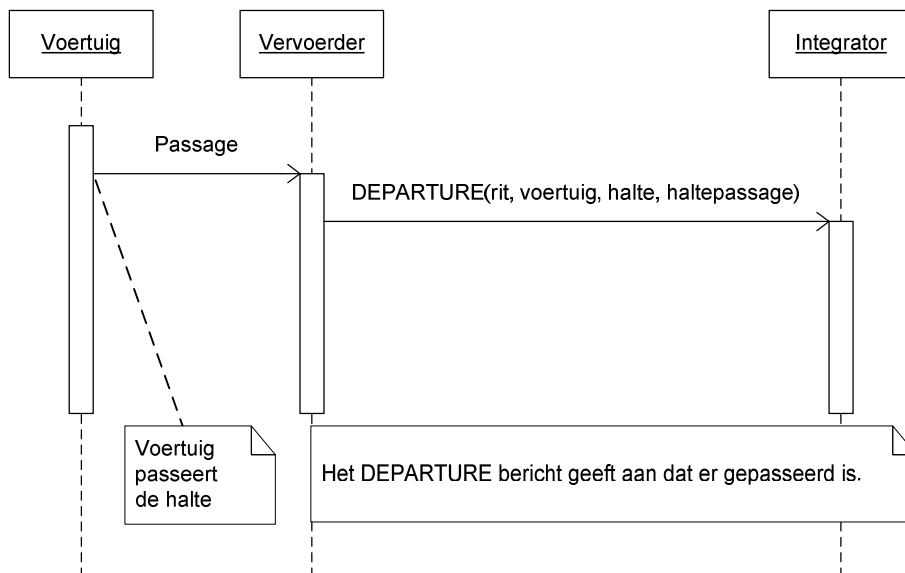 Voertuig
Vervoerder
Integrator
Passage
DEPARTURE(rit, voertuig, halte, haltepassage)
Voertuig
passeert
de halte
Het DEPARTURE bericht geeft aan dat er gepasseerd is.